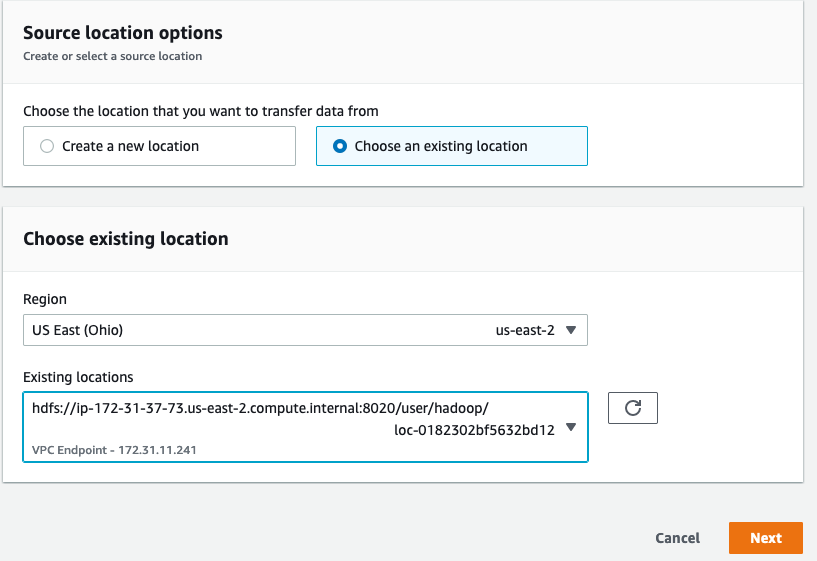 Source location options
Create or select a source location
Choose the location that you want to transfer data from
Create a new location
Choose an existing location
Choose existing location
Region
US East (Ohio) us-east-2
Existing locations
hdfs://ip-172-31-37-73.us-east-2.compute.internal:8020/user/hadoop/
loc-0182302bf5632bd12
VPC Endpoint - 172.31.11.241
Cancel Next